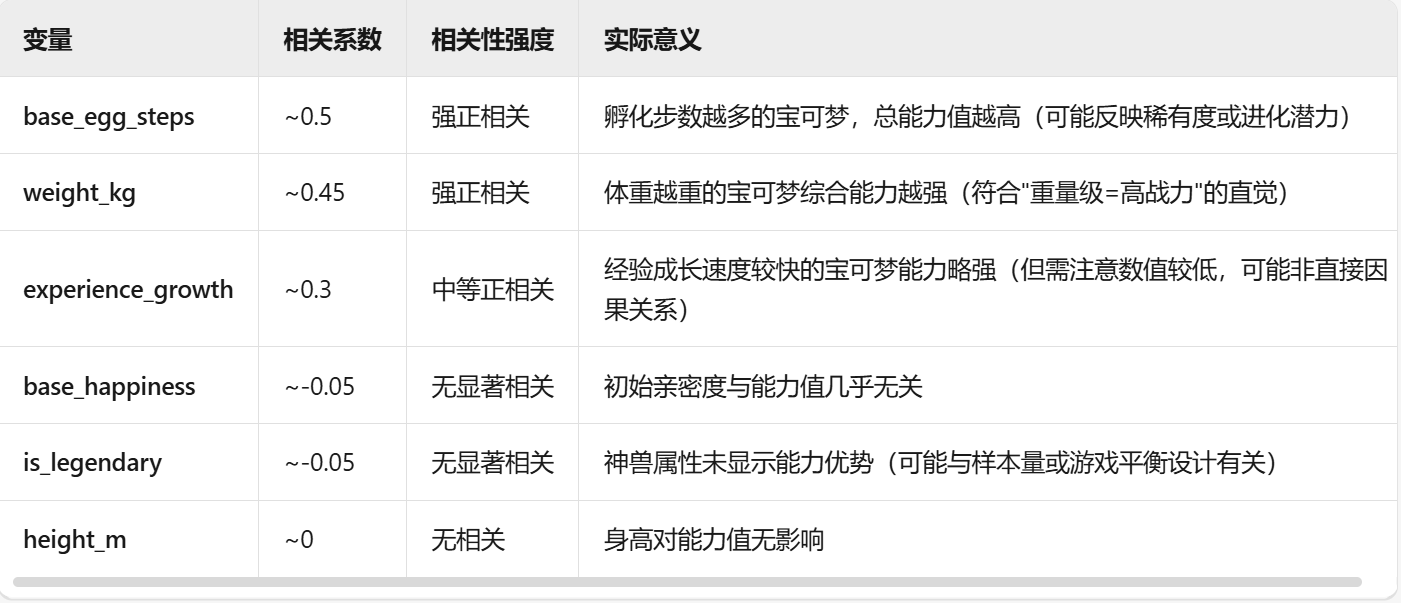 变量 相关系数 相关性强度 实际意义
base_egg_steps ~0.5 强正相关 孵化步数越多的宝可梦，总能力值越高（可能反映稀有度或进化潜力）
weight_kg ~0.45 强正相关 体重越重的宝可梦综合能力越强（符合"重量级=高战力"的直觉）
experience_growth ~0.3 中等正相关 经验成长速度较快的宝可梦能力略强（但需注意数值较低，可能非直接因
果关系）
base_happiness ~-0.05 无显著相关 初始亲密度与能力值几乎无关
is_legendary ~-0.05 无显著相关 神兽属性未显示能力优势（可能与样本量或游戏平衡设计有关）
height_m ~0 无相关 身高对能力值无影响